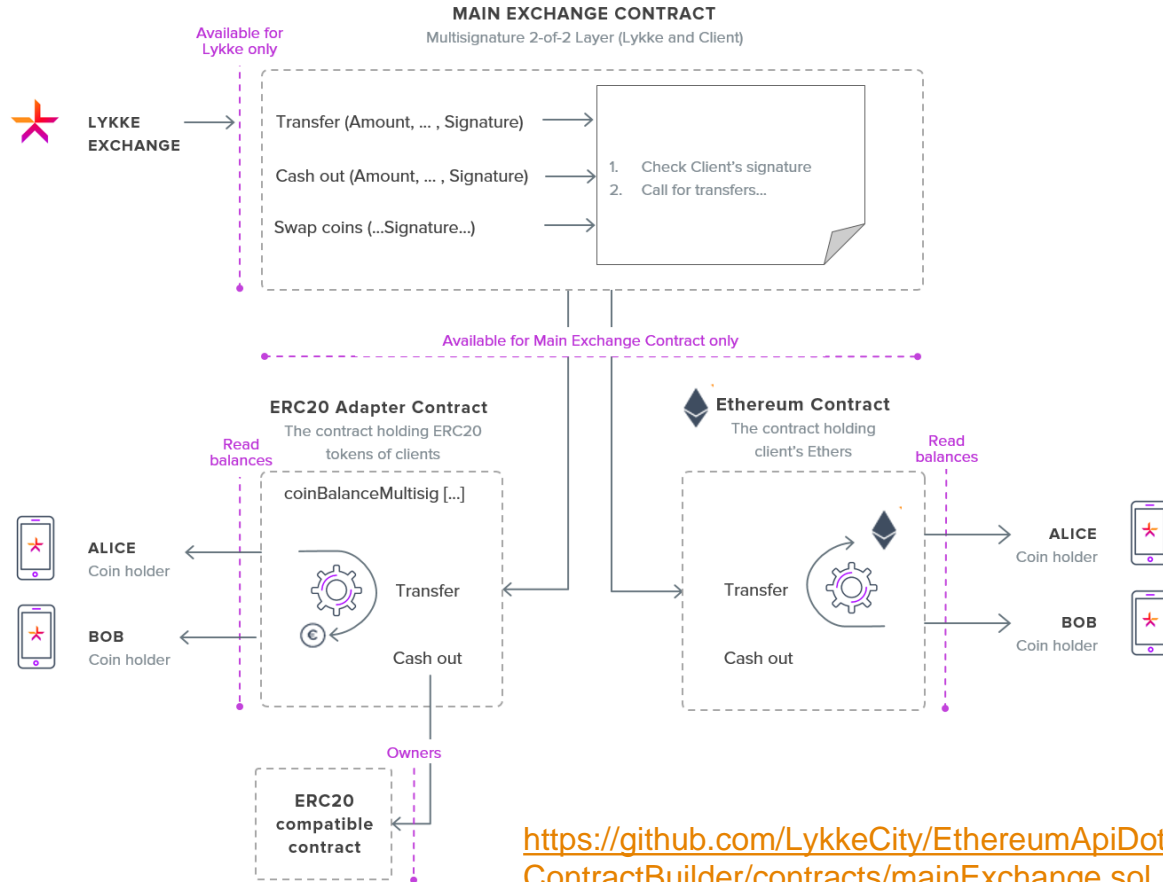 MAIN EXCHANGE CONTRACT
Multisignature 2-of-2 Layer (Lykke and Client)
Available for
Lykke only
LYKKE
EXCHANGE
Transfer (Amount, ... , Signature)
Cash out (Amount, ... , Signature)
Swap coins (...Signature...)
1. Check Client's signature
2. Call for transfers...
Available for Main Exchange Contract only
ERC20 Adapter Contract
The contract holding ERC20
tokens of clients
Read
balances
coinBalanceMultisig [...]
ALICE
Coin holder
BOB
Coin holder
Transfer
€
Cash out
Ethereum Contract
The contract holding
client's Ethers
Read
balances
Transfer
Cash out
ALICE
Coin holder
BOB
Coin holder
Owners
ERC20
compatible
contract
https://github.com/LykkeCity/EthereumApiDot
ContractBuilder/contracts/mainExchange.sol